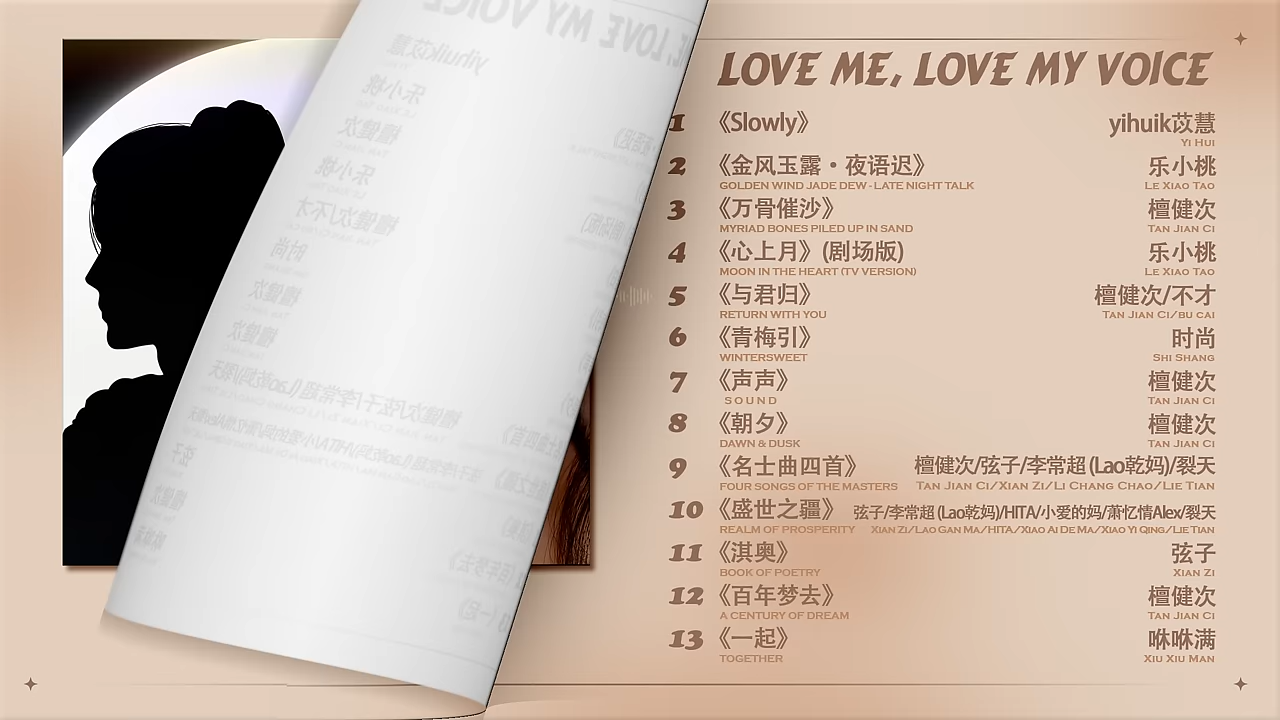 LOVE ME, LOVE MY VOICE
1 《Slowly》 yihuik苡慧
YI HUI
2 《金风玉露·夜语迟》 乐小桃
GOLDEN WIND JADE DEW - LATE NIGHT TALK LE XIAO TAO
3 《万骨催沙》 檀健次
MYRIAD BONES PILED UP IN SAND TAN JIAN CI
4 《心上月》(剧场版) 乐小桃
MOON IN THE HEART (TV VERSION) LE XIAO TAO
5 《与君归》 檀健次/不才
RETURN WITH YOU TAN JIAN CI/BU CAI
6 《青梅引》 时尚
WINTERSWEET SHI SHANG
7 《声声》 檀健次
SOUND TAN JIAN CI
8 《朝夕》 檀健次
DAWN & DUSK TAN JIAN CI
9 《名士曲四首》 檀健次/弦子/李常超 (Lao乾妈)/裂天
FOUR SONGS OF THE MASTERS TAN JIAN CI/XIAN ZI/LI CHANG CHAO/LIE TIAN
10 《盛世之疆》 弦子/李常超 (Lao乾妈)/HITA/小爱的妈/萧忆情Alex/裂天
REALM OF PROSPERITY XIAN ZI/LAO GAN MA/HITA/XIAO AI DE MA/XIAO YI QING/LIE TIAN
11 《淇奥》 弦子
BOOK OF POETRY XIAN ZI
12 《百年梦去》 檀健次
A CENTURY OF DREAM TAN JIAN CI
13 《一起》 咻咻满
TOGETHER XIU XIU MAN